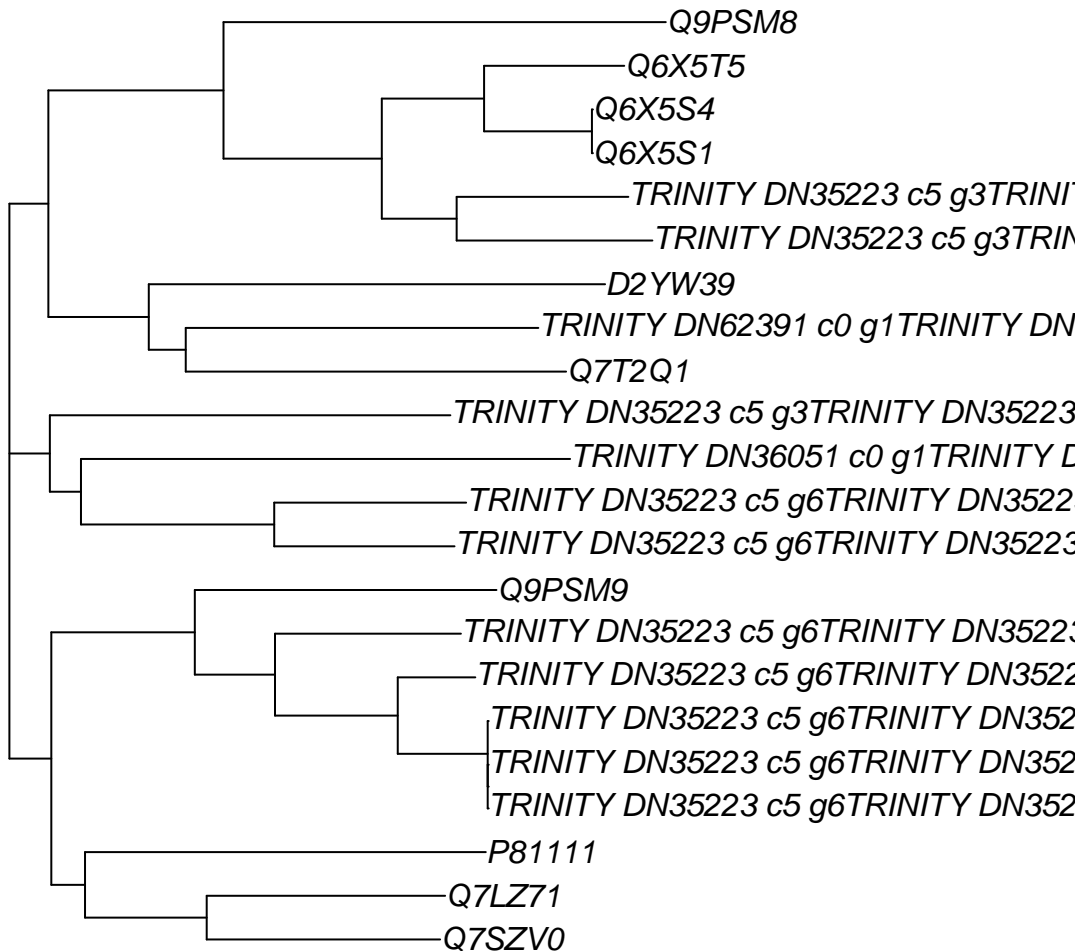 Q9PSM8
Q6X5T5
Q6X5S4
Q6X5S1
TRINITY DN35223 c5 g3TRINI
TRINITY DN35223 c5 g3TRIN
D2YW39
TRINITY DN62391 c0 g1TRINITY DN
Q7T2Q1
TRINITY DN35223 c5 g3TRINITY DN35223
TRINITY DN36051 c0 g1TRINITY D
TRINITY DN35223 c5 g6TRINITY DN3522
TRINITY DN35223 c5 g6TRINITY DN35223
Q9PSM9
TRINITY DN35223 c5 g6TRINITY DN35223
TRINITY DN35223 c5 g6TRINITY DN3522
TRINITY DN35223 c5 g6TRINITY DN352
TRINITY DN35223 c5 g6TRINITY DN352
TRINITY DN35223 c5 g6TRINITY DN352
P81111
Q7LZ71
Q7SZV0